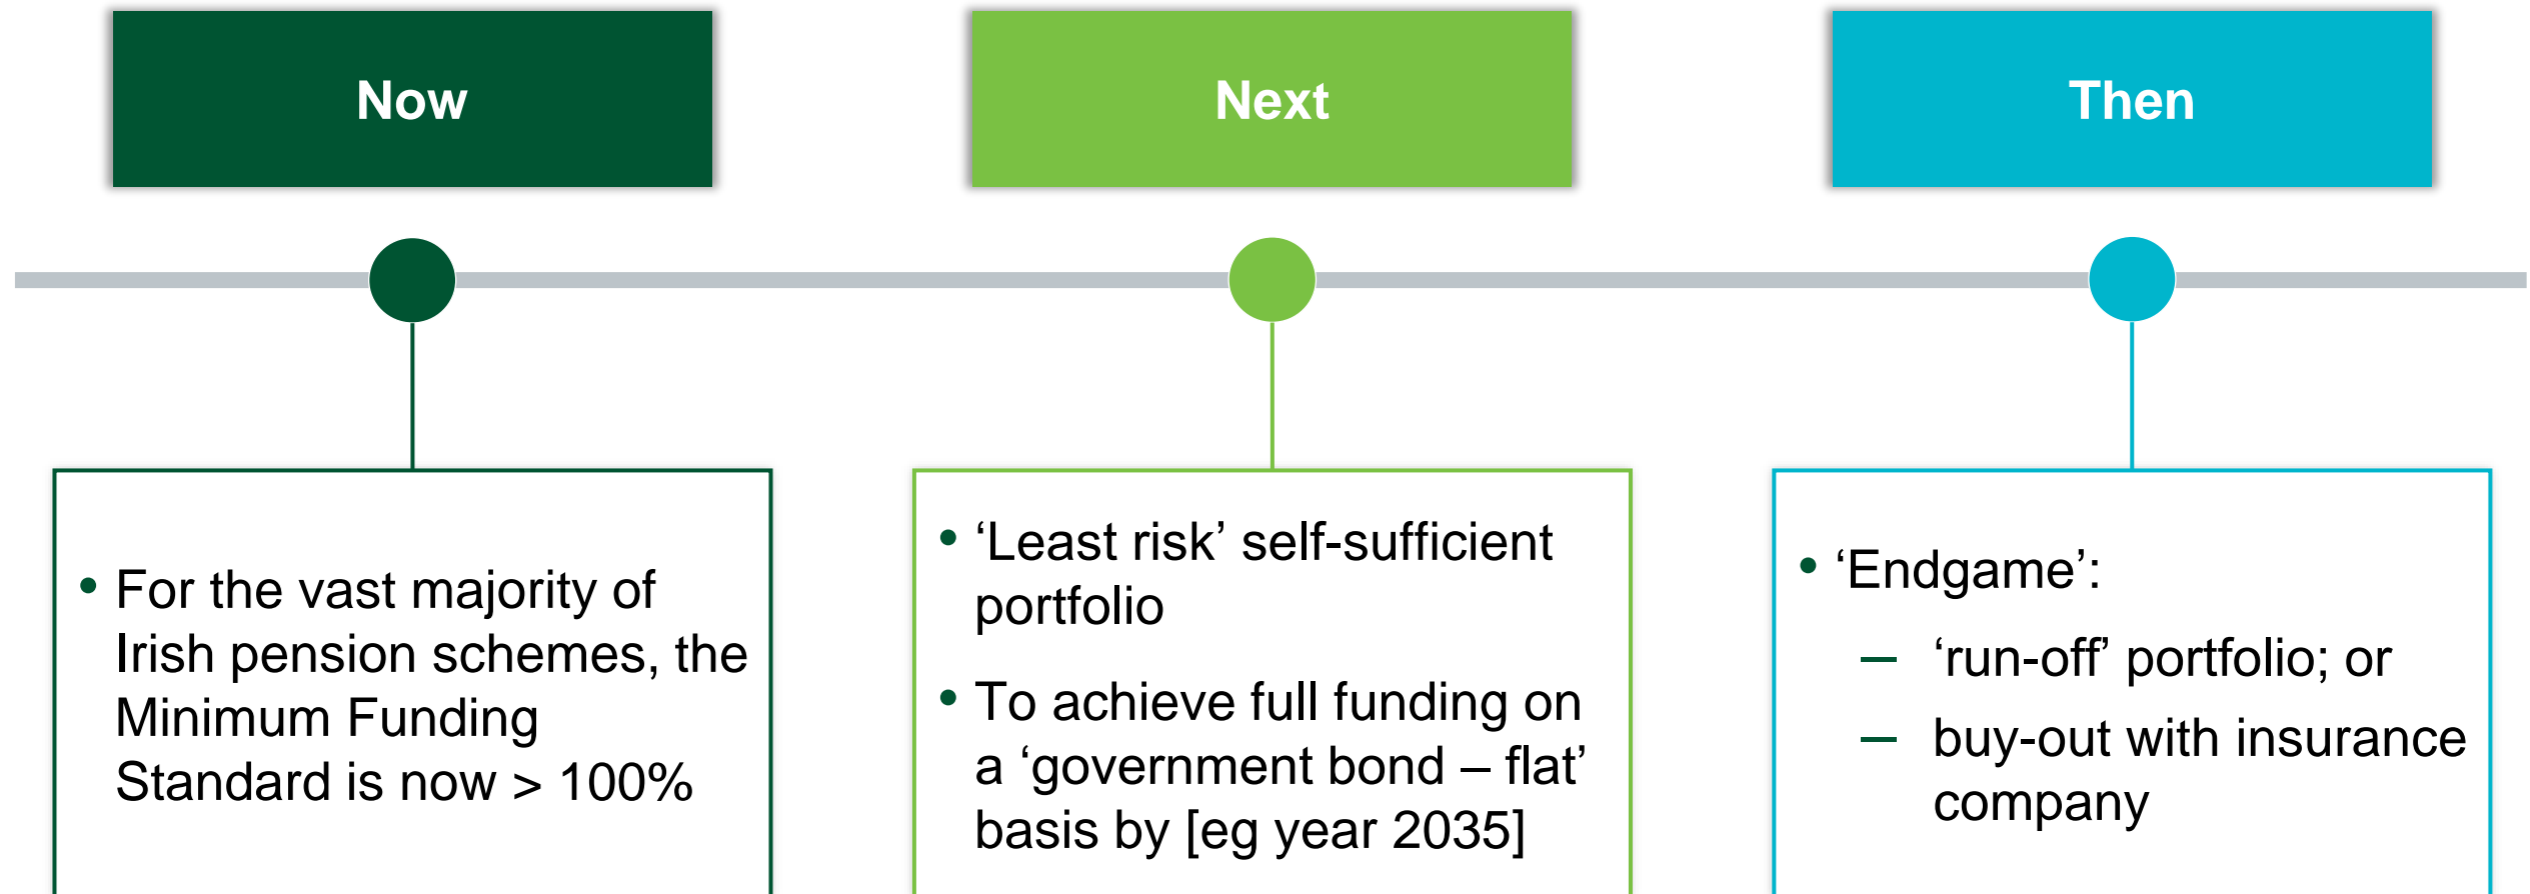 Now
Next
Then
• For the vast majority of
Irish pension schemes, the
Minimum Funding
Standard is now > 100%
• ‘Least risk’ self-sufficient
portfolio
• To achieve full funding on
a ‘government bond – flat’
basis by [eg year 2035]
• ‘Endgame’:
– ‘run-off’ portfolio; or
– buy-out with insurance
company